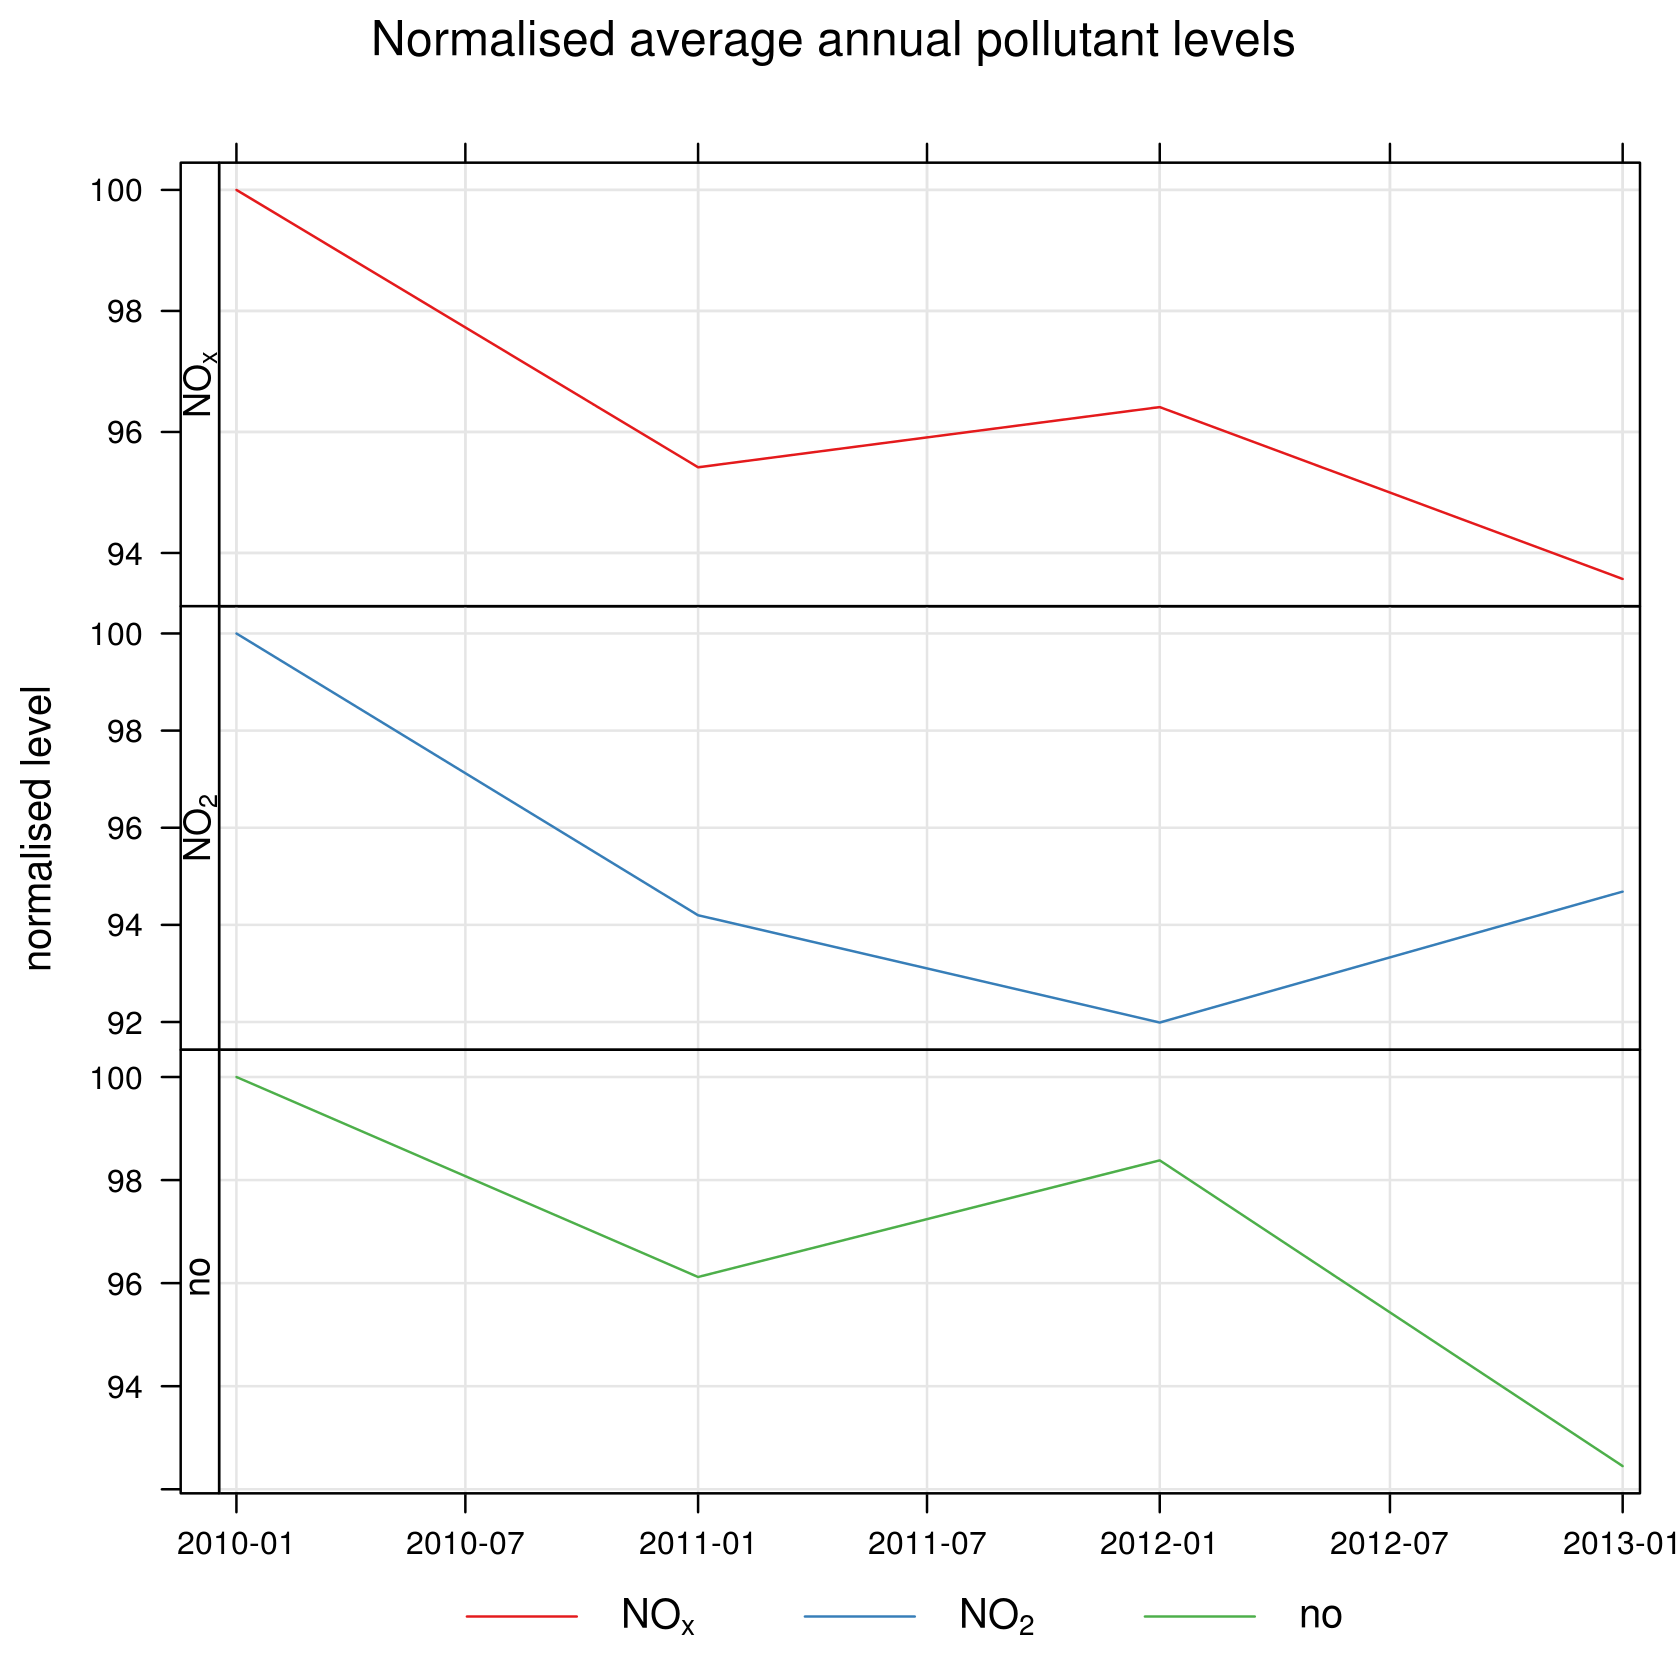 Normalised average annual pollutant levels
100
98
96
94
NOₓ
100
98
96
94
92
NO₂
100
98
96
94
no
normalised level
2010-01 2010-07 2011-01 2011-07 2012-01 2012-07 2013-01
NOₓ NO₂ no